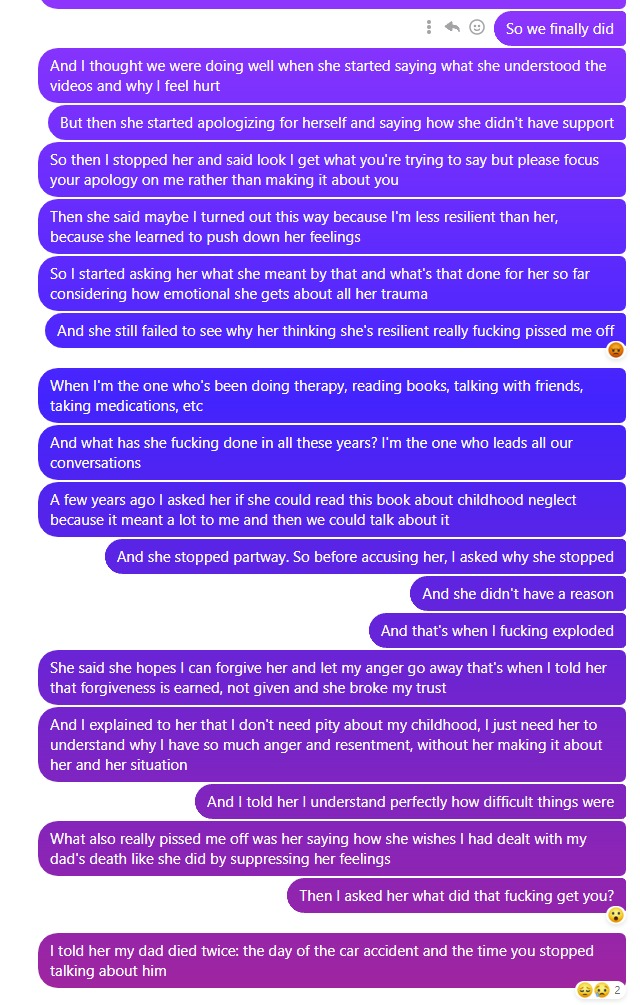 So we finally did
And I thought we were doing well when she started saying what she understood the
videos and why I feel hurt
But then she started apologizing for herself and saying how she didn't have support
So then I stopped her and said look I get what you're trying to say but please focus
your apology on me rather than making it about you
Then she said maybe I turned out this way because I'm less resilient than her,
because she learned to push down her feelings
So I started asking her what she meant by that and what's that done for her so far
considering how emotional she gets about all her trauma
And she still failed to see why her thinking she's resilient really fucking pissed me off
When I'm the one who's been doing therapy, reading books, talking with friends,
taking medications, etc
And what has she fucking done in all these years? I'm the one who leads all our
conversations
A few years ago I asked her if she could read this book about childhood neglect
because it meant a lot to me and then we could talk about it
And she stopped partway. So before accusing her, I asked why she stopped
And she didn't have a reason
And that's when I fucking exploded
She said she hopes I can forgive her and let my anger go away that's when I told her
that forgiveness is earned, not given and she broke my trust
And I explained to her that I don't need pity about my childhood, I just need her to
understand why I have so much anger and resentment, without her making it about
her and her situation
And I told her I understand perfectly how difficult things were
What also really pissed me off was her saying how she wishes I had dealt with my
dad's death like she did by suppressing her feelings
Then I asked her what did that fucking get you?
I told her my dad died twice: the day of the car accident and the time you stopped
talking about him
2